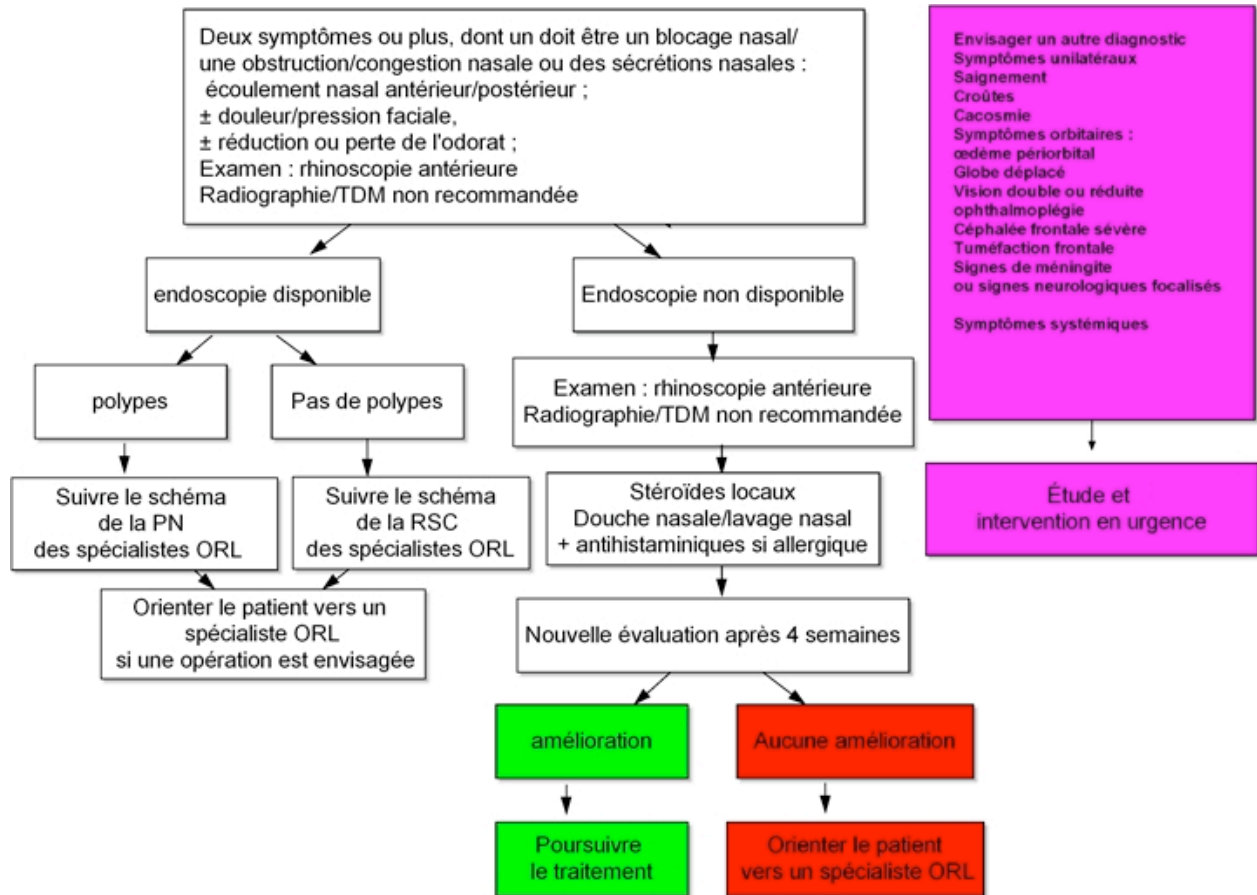 Deux symptômes ou plus, dont un doit être un blocage nasal/
une obstruction/congestion nasale ou des sécrétions nasales :
écoulement nasal antérieur/postérieur ;
± douleur/pression faciale,
± réduction ou perte de l'odorat ;
Examen : rhinoscopie antérieure
Radiographie/TDM non recommandée
endoscopie disponible
Endoscopie non disponible
polypes
Pas de polypes
Examen : rhinoscopie antérieure
Radiographie/TDM non recommandée
Suivre le schéma
de la PN
des spécialistes ORL
Suivre le schéma
de la RSC
des spécialistes ORL
Stéroïdes locaux
Douche nasale/lavage nasal
+ antihistaminiques si allergique
Orienter le patient vers un
spécialiste ORL
si une opération est envisagée
Nouvelle évaluation après 4 semaines
amélioration
Aucune amélioration
Poursuivre
le traitement
Orienter le patient
vers un spécialiste ORL
Envisager un autre diagnostic
Symptômes unilatéraux
Saignement
Croûtes
Cacosmie
Symptômes orbitaires :
œdème périorbital
Globe déplacé
Vision double ou réduite
ophthalmoplégie
Céphalée frontale sévère
Tuméfaction frontale
Signes de méningite
ou signes neurologiques focalisés
Symptômes systémiques
Étude et
intervention en urgence